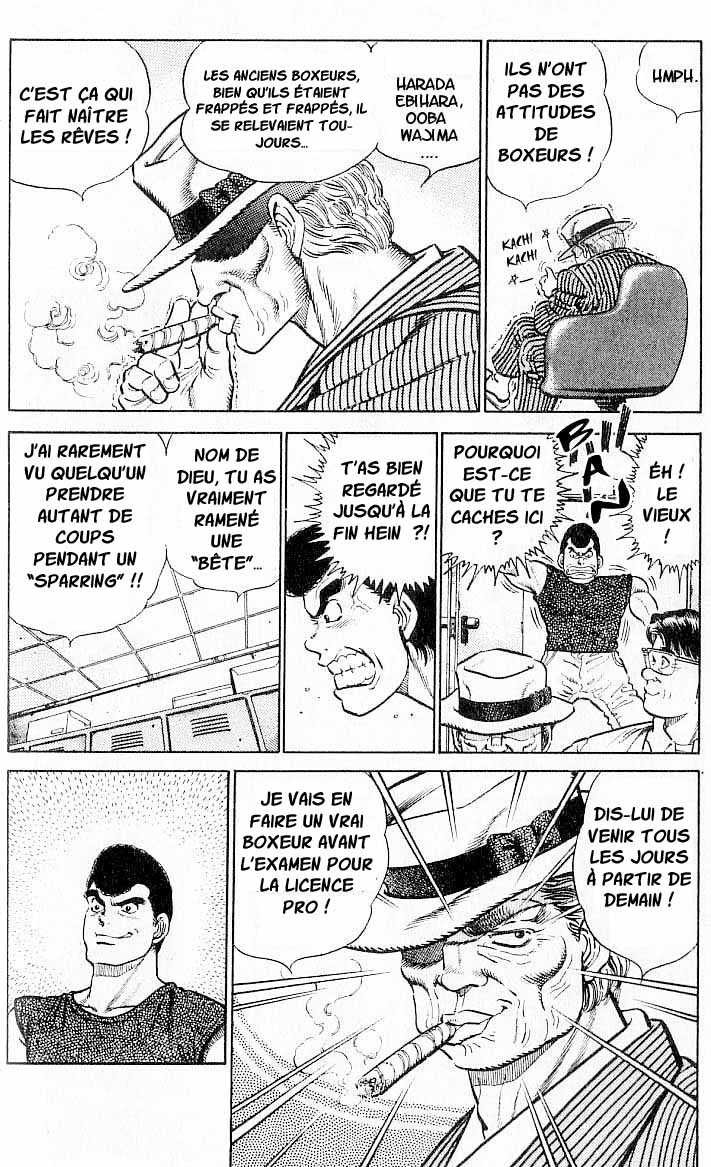 HMPH.
ILS N'ONT
PAS DES
ATTITUDES
DE
BOXEURS !
KACHI
KACHI
HARADA
EBIHARA,
OOBA
WAJIMA
....
LES ANCIENS BOXEURS,
BIEN QU'ILS ÉTAIENT
FRAPPÉS ET FRAPPÉS, IL
SE RELEVAIENT TOU-
JOURS...
C'EST ÇA QUI
FAIT NAÎTRE
LES RÊVES !
BAM
ÉH !
LE
VIEUX
!
POURQUOI
EST-CE
QUE TU TE
CACHES ICI
?
T'AS BIEN
REGARDÉ
JUSQU'À LA
FIN HEIN ?!
NOM DE
DIEU, TU AS
VRAIMENT
RAMENÉ
UNE
"BÊTE"...
J'AI RAREMENT
VU QUELQU'UN
PRENDRE
AUTANT DE
COUPS
PENDANT UN
"SPARRING" !!
DIS-LUI DE
VENIR TOUS
LES JOURS
À PARTIR DE
DEMAIN !
JE VAIS EN
FAIRE UN VRAI
BOXEUR AVANT
L'EXAMEN POUR
LA LICENCE
PRO !